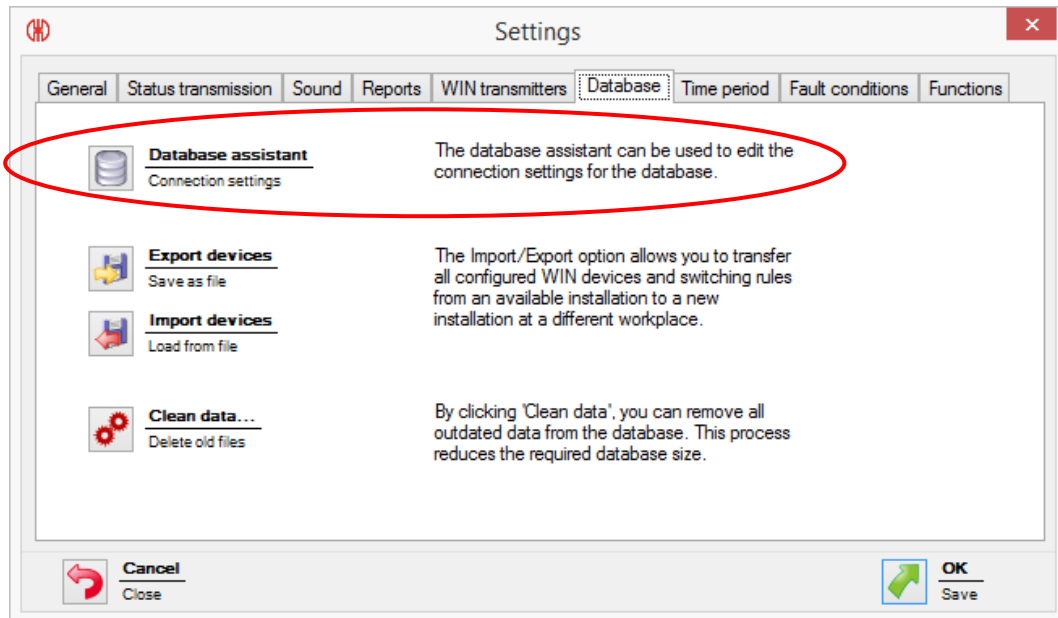 Settings
General Status transmission Sound Reports WIN transmitters Database Time period Fault conditions Functions
Database assistant
Connection settings
The database assistant can be used to edit the
connection settings for the database.
Export devices
Save as file
Import devices
Load from file
The Import/Export option allows you to transfer
all configured WIN devices and switching rules
from an available installation to a new
installation at a different workplace.
Clean data...
Delete old files
By clicking 'Clean data', you can remove all
outdated data from the database. This process
reduces the required database size.
Cancel
Close
OK
Save